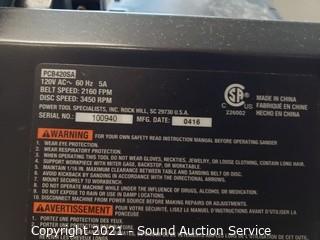 PCB420SA
120V AC~ 60 Hz 5A
BELT SPEED: 2160 FPM
DISC SPEED: 3450 RPM
POWER TOOL SPECIALISTS, INC. ROCK HILL, SC 29730 U.S.A.
SERIAL NO.: 100940 MFG. DATE: 0416
SA
226002
MADE IN CHINA
FABRIQUÉ EN CHINE
HECHO EN CHINA
WARNING FOR YOUR OWN SAFETY READ INSTRUCTION MANUAL BEFORE OPERATING SANDER
1. WEAR EYE PROTECTION.
2. WEAR RESPIRATORY PROTECTION.
3. WHEN OPERATING THIS TOOL DO NOT WEAR GLOVES, NECKTIES, JEWELRY, OR LOOSE CLOTHING, CONTAIN LONG HAIR.
4. SUPPORT WORKPIECE WITH MITER GAUGE, BACKSTOP, OR WORK TABLE.
5. MAINTAIN 1/16 IN. MAXIMUM CLEARANCE BETWEEN TABLE AND SANDING BELT OR DISC.
6. AVOID KICKBACK BY SANDING IN ACCORDANCE WITH DIRECTIONAL ARROWS.
7. MOUNT SECURELY TO WORKBENCH.
8. DO NOT OPERATE MACHINE WHILE UNDER THE INFLUENCE OF DRUGS, ALCOHOL OR MEDICATION.
9. DO NOT EXPOSE TO RAIN OR USE IN DAMP LOCATIONS.
10. DISCONNECT MACHINE FROM POWER SOURCE BEFORE MAKING REPAIRS OR ADJUSTMENTS.
AVERTISSEMENT POUR VOTRE SÉCURITÉ, LISEZ LE MANUEL D'INSTRUCTIONS AVANT D'UTILISER LA
1. PORTEZ UNE PROTECTION DES YEUX.
Copyright 2021 - Sound Auction Service